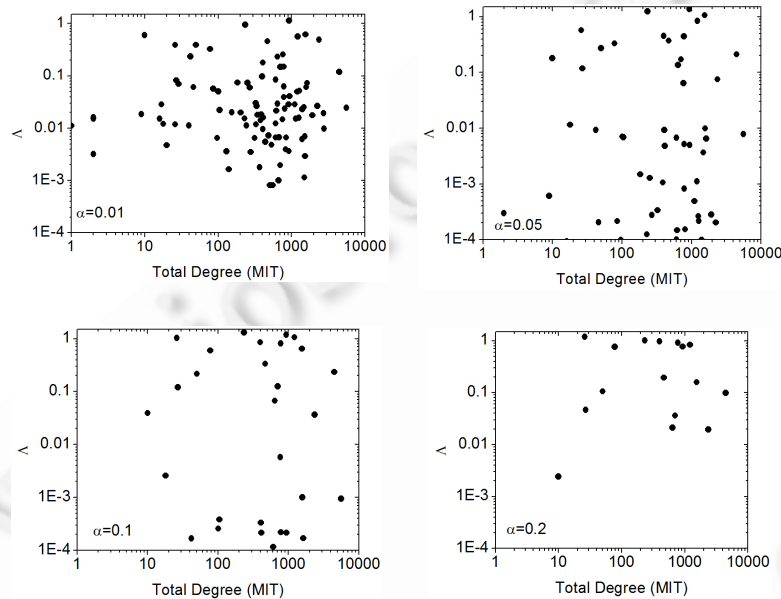 1
0.1
0.01
1E-3
1E-4
Λ
α=0.01
1 10 100 1000 10000
Total Degree (MIT)
1
0.1
0.01
1E-3
1E-4
Λ
α=0.05
1 10 100 1000 10000
Total Degree (MIT)
1
0.1
0.01
1E-3
1E-4
Λ
α=0.1
1 10 100 1000 10000
Total Degree (MIT)
1
0.1
0.01
1E-3
1E-4
Λ
α=0.2
1 10 100 1000 10000
Total Degree (MIT)